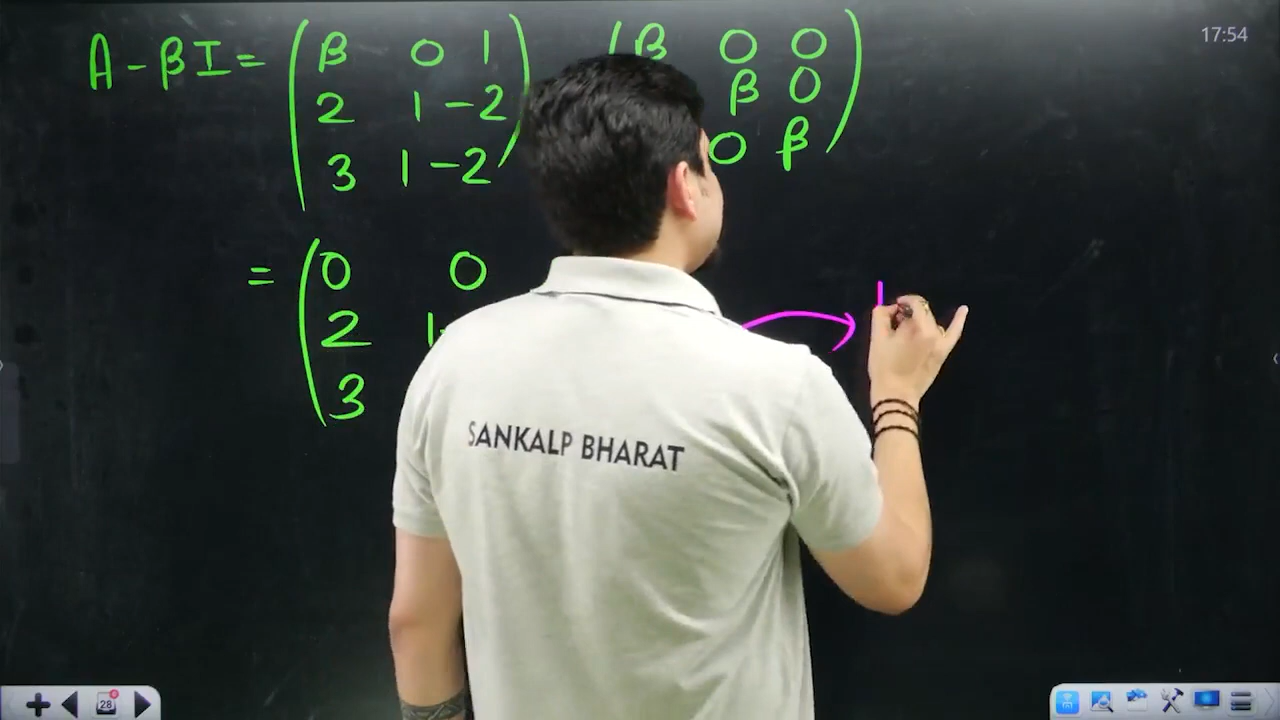 17:54
A - βI = ( β 0 1 ) ( β 0 0 )
2 1 -2 β 0
3 1 -2 0 β
= ( 0 0
2 1-
3
SANKALP BHARAT
28